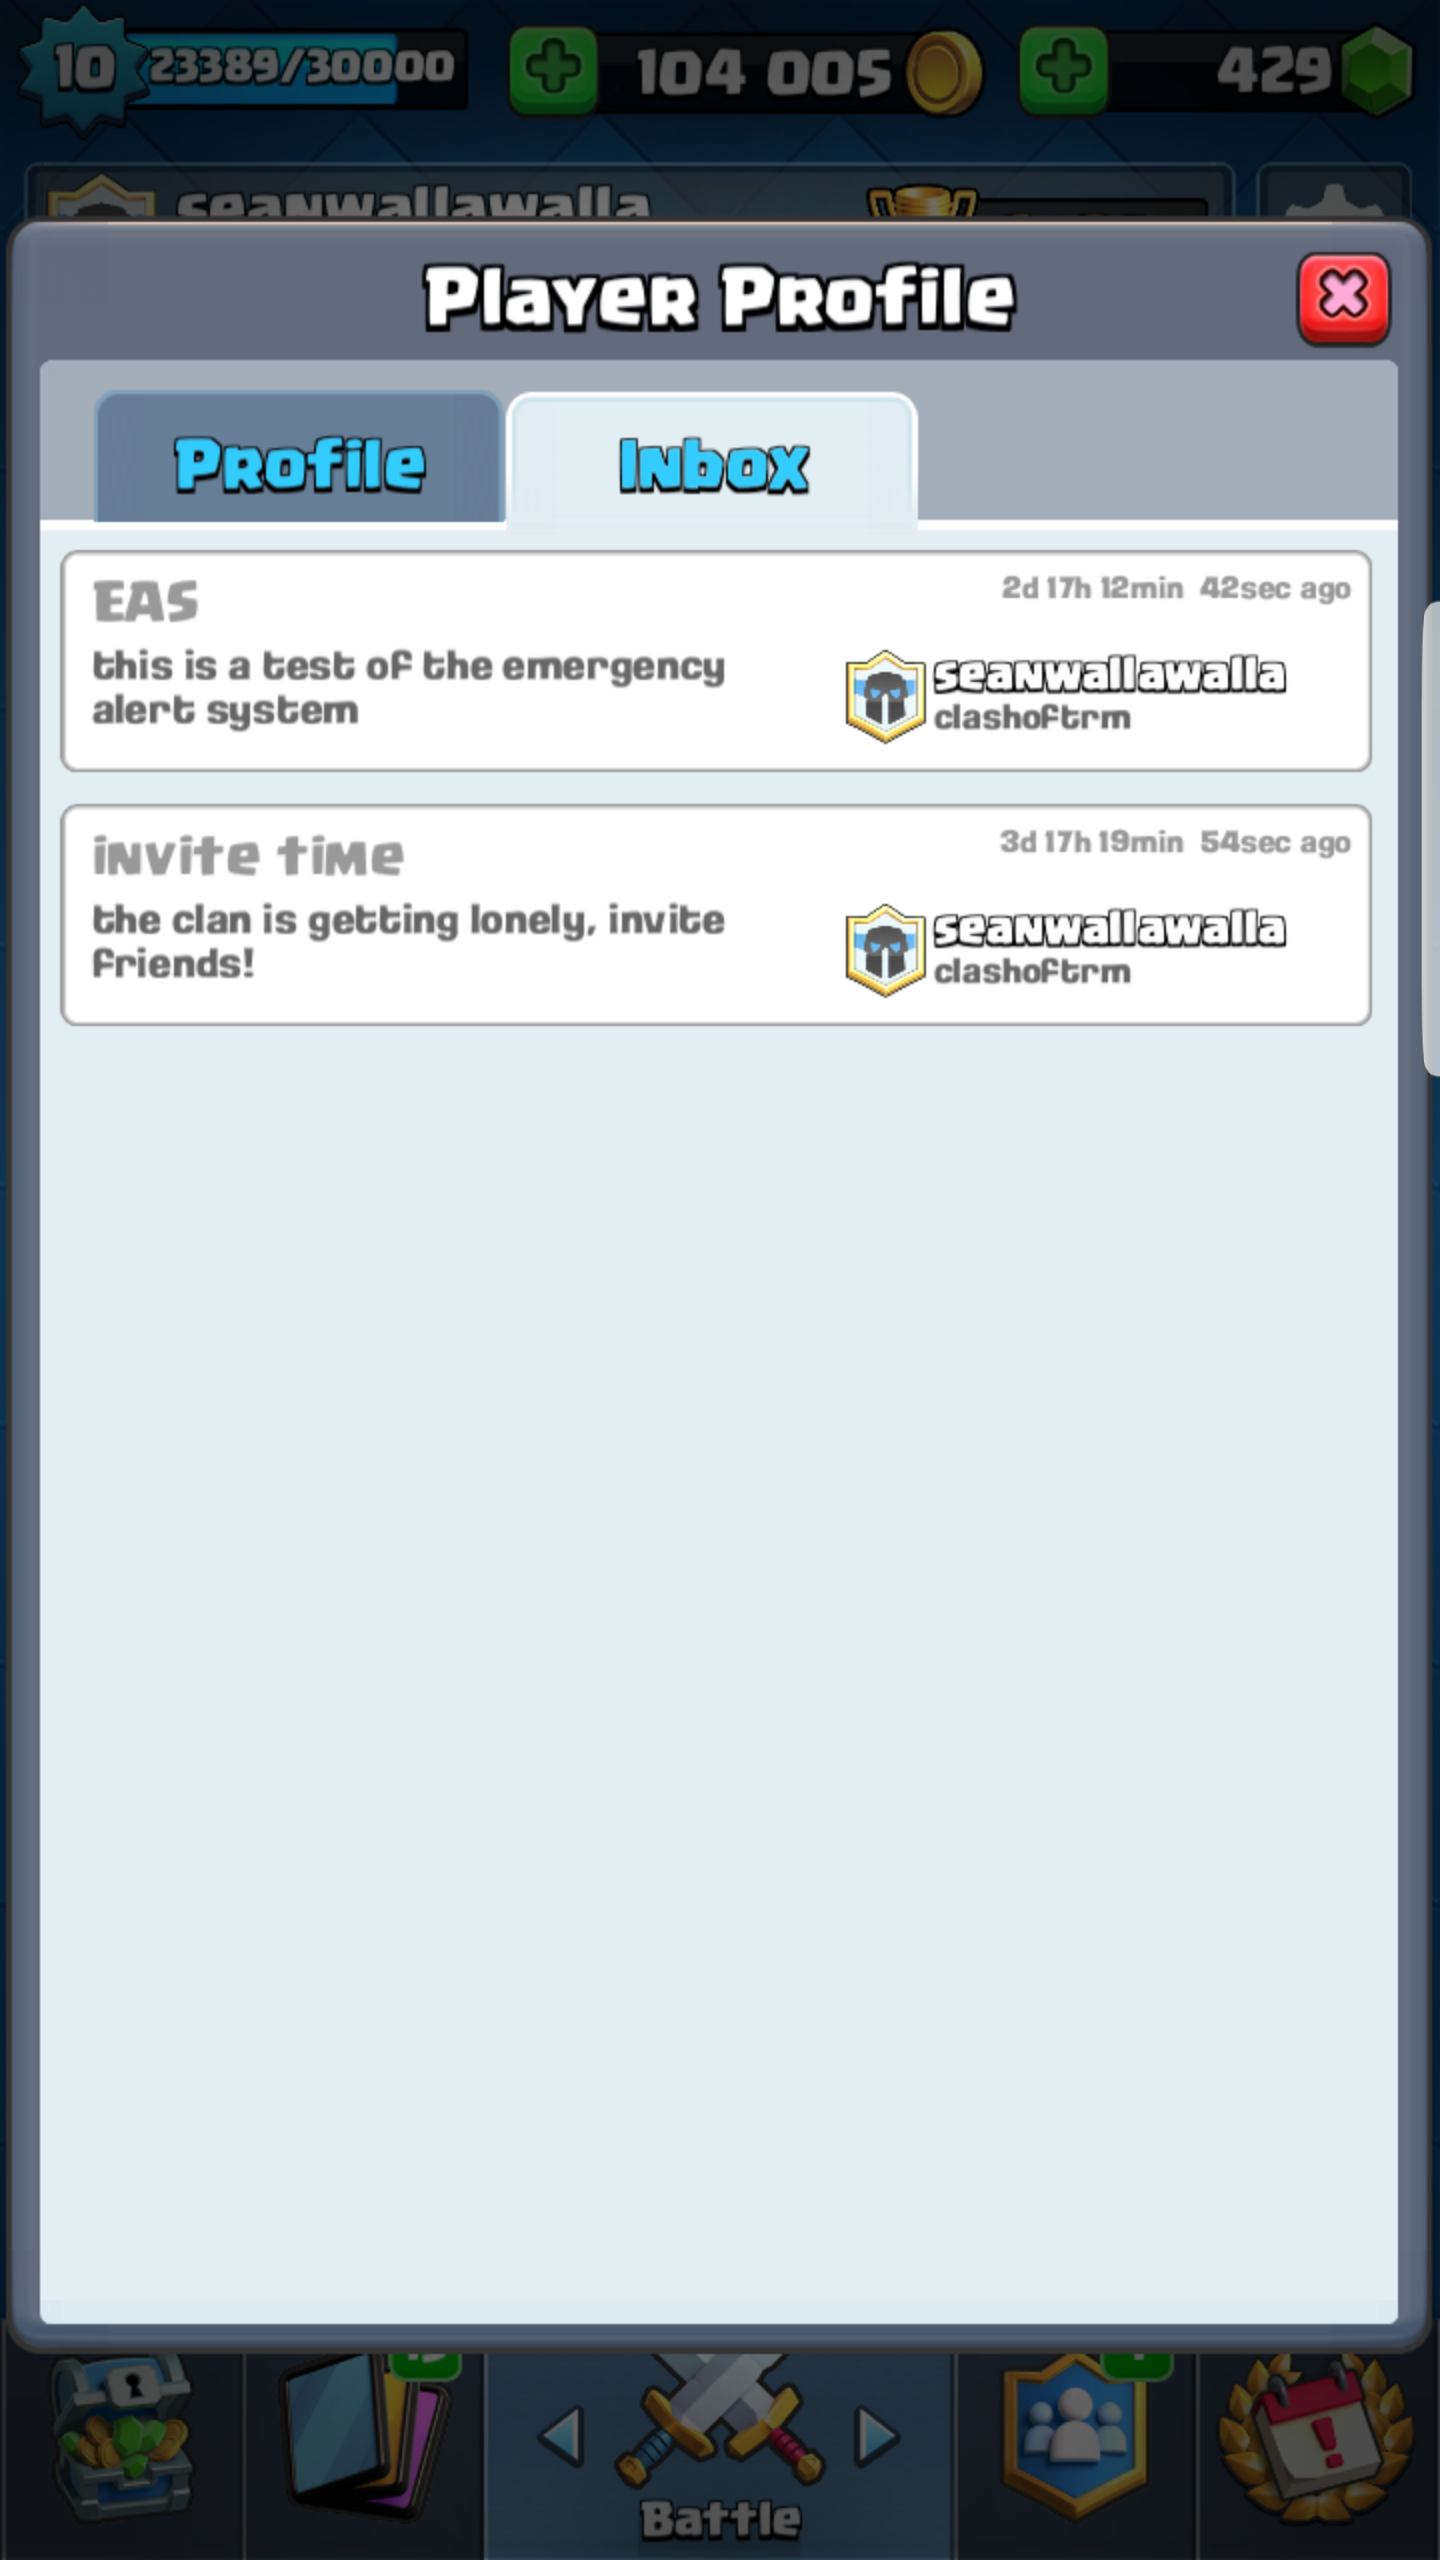 10 23389/30000 104 005 429
seanwallawalla
Player Profile
Profile Inbox
EAS 2d 17h 12min 42sec ago
this is a test of the emergency
alert system
seanwallawalla
clashoftrm
invite time 3d 17h 19min 54sec ago
the clan is getting lonely, invite
friends!
seanwallawalla
clashoftrm
Battle